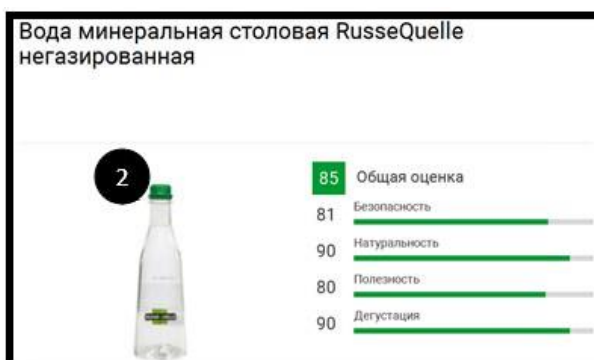 Вода минеральная столовая RusseQuelle
негазированная
2
85 Общая оценка
81 Безопасность
90 Натуральность
80 Полезность
90 Дегустация